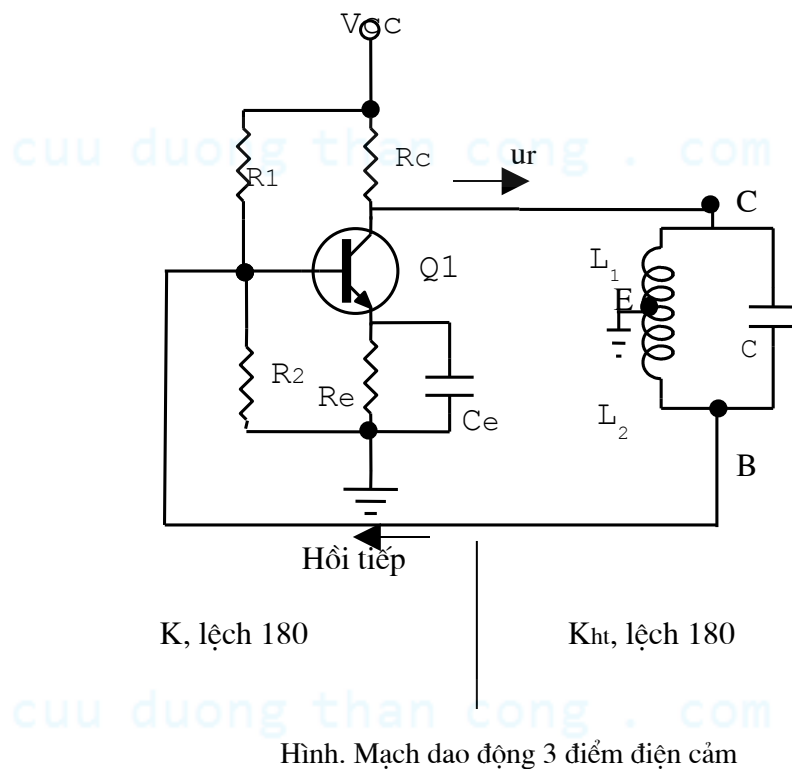 Vcc
cuu duong than cong . com
R1
Rc
ur
C
Q1
L1
E
C
R2
Re
Ce
L2
B
Hồi tiếp
K, lệch 180
Kht, lệch 180
cuu duong than cong . com
Hình. Mạch dao động 3 điểm điện cảm